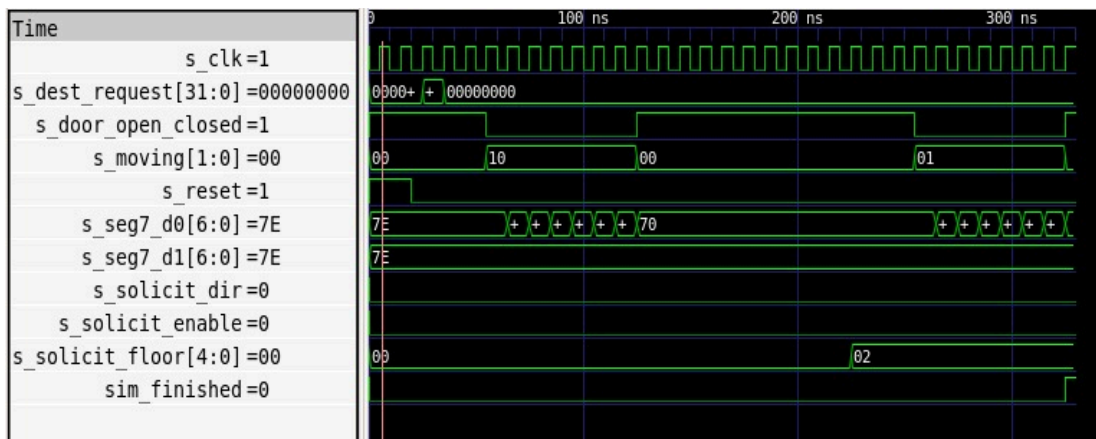 Time
0 100 ns 200 ns 300 ns
s_clk =1
s_dest_request[31:0] =00000000 0000+ + 00000000
s_door_open_closed =1
s_moving[1:0] =00 00 10 00 01
s_reset =1
s_seg7_d0[6:0] =7E 7E + + + + + + 70 + + + + + +
s_seg7_d1[6:0] =7E 7E
s_solicit_dir =0
s_solicit_enable =0
s_solicit_floor[4:0] =00 00 02
sim_finished =0